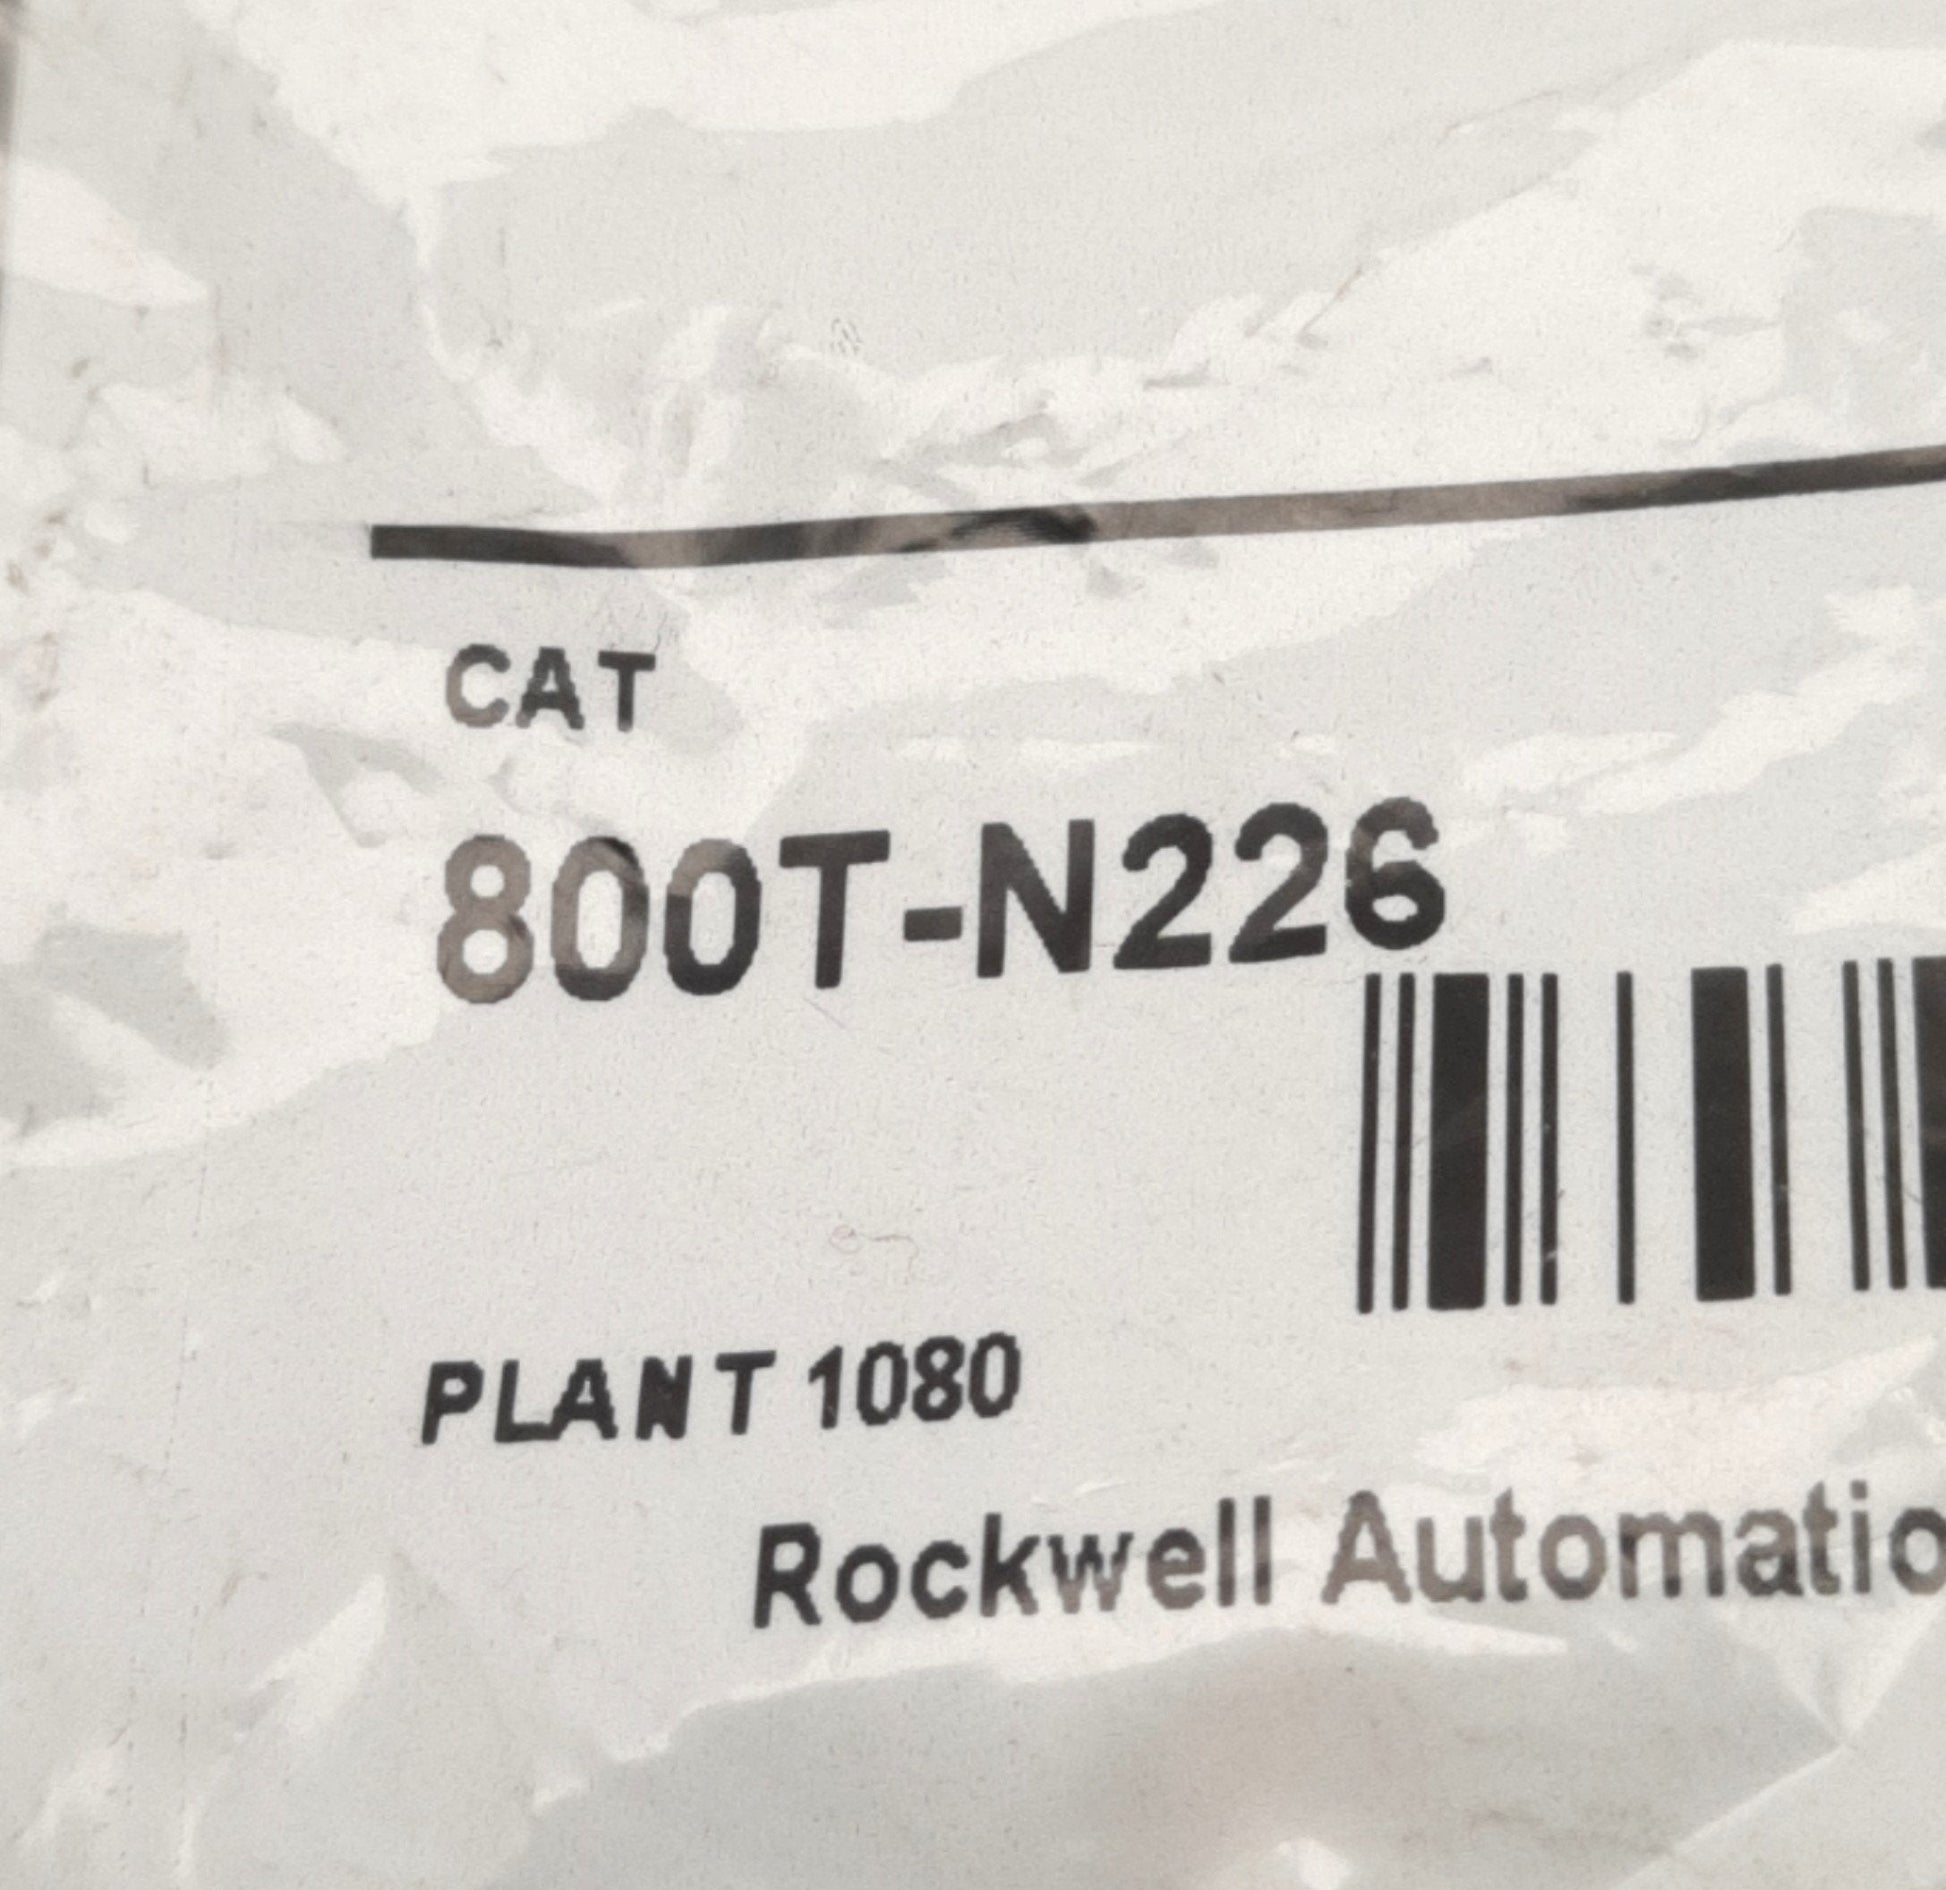 CAT
800T-N226
PLANT 1080
Rockwell Automatio